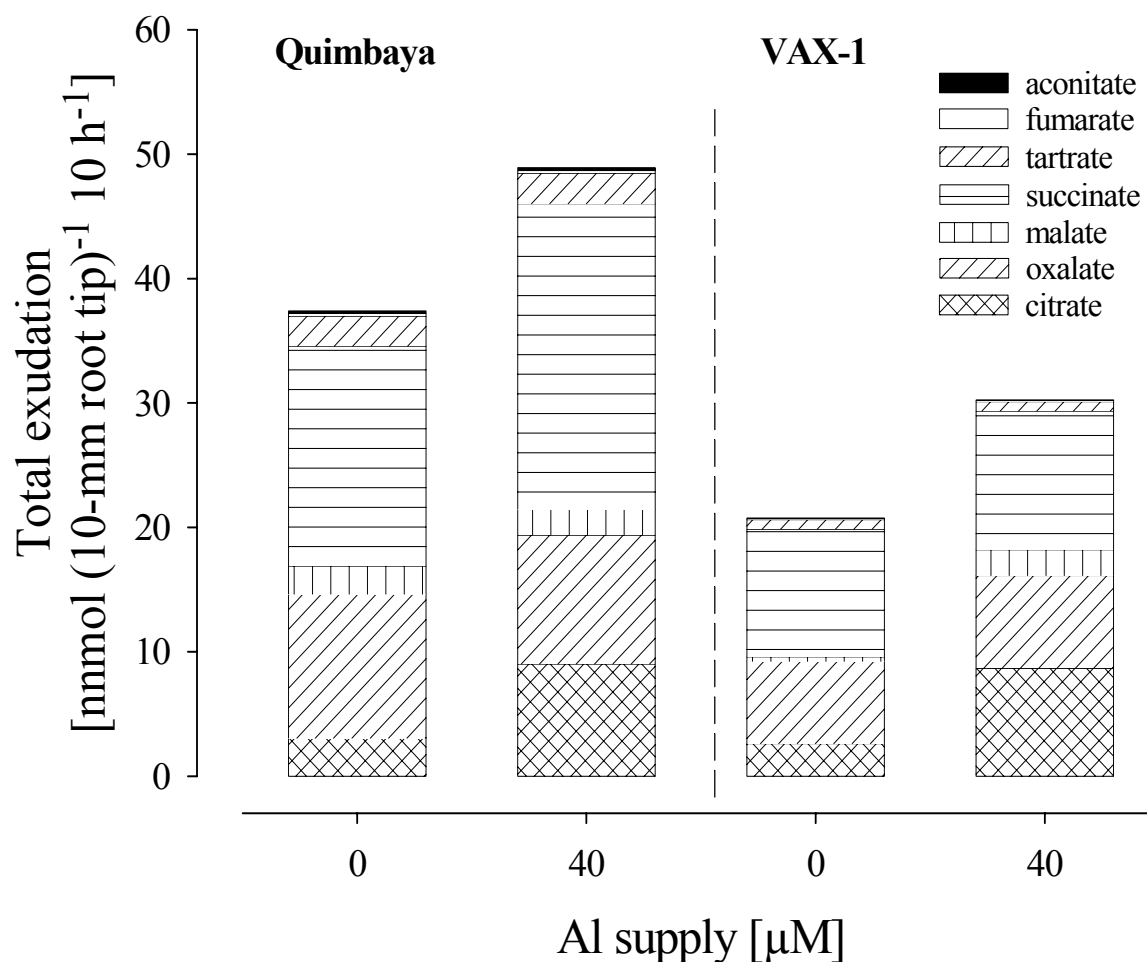 Quimbaya
VAX-1
aconitate
fumarate
tartrate
succinate
malate
oxalate
citrate
60
50
40
30
20
10
0
Total exudation
[nnmol (10-mm root tip)⁻¹ 10 h⁻¹]
0
40
0
40
Al supply [µM]